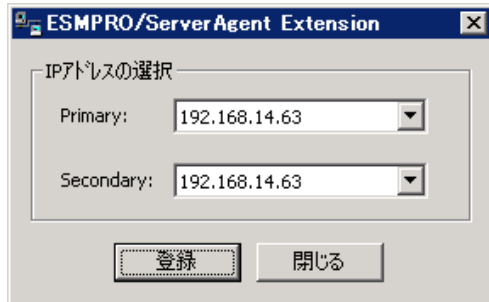 ESMPRO/ServerAgent Extension
IPｱﾄﾞﾚｽの選択
Primary: 192.168.14.63
Secondary: 192.168.14.63
登録 閉じる